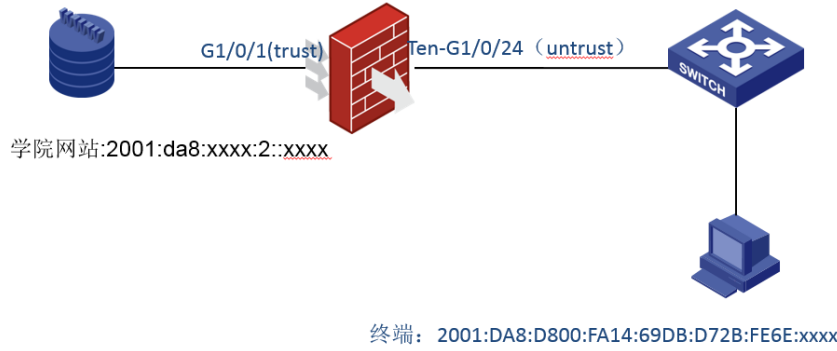 G1/0/1(trust)
Ten-G1/0/24（untrust）
SWITCH
学院网站:2001:da8:xxxx:2::xxxx
终端：2001:DA8:D800:FA14:69DB:D72B:FE6E:xxxx